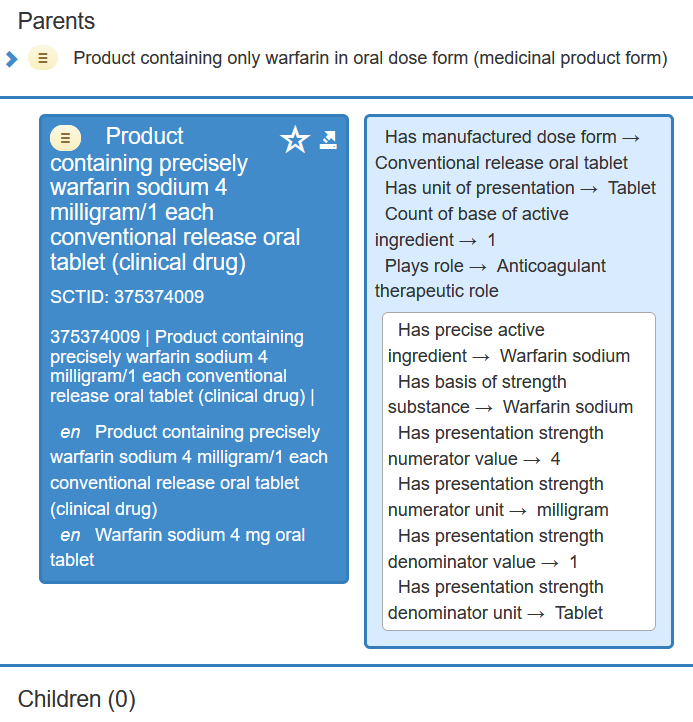 Parents
Product containing only warfarin in oral dose form (medicinal product form)
Product
containing precisely
warfarin sodium 4
milligram/1 each
conventional release oral
tablet (clinical drug)
SCTID: 375374009
375374009 | Product containing
precisely warfarin sodium 4
milligram/1 each conventional
release oral tablet (clinical drug) |
en Product containing precisely
warfarin sodium 4 milligram/1 each
conventional release oral tablet
(clinical drug)
en Warfarin sodium 4 mg oral
tablet
Has manufactured dose form →
Conventional release oral tablet
Has unit of presentation → Tablet
Count of base of active
ingredient → 1
Plays role → Anticoagulant
therapeutic role
Has precise active
ingredient → Warfarin sodium
Has basis of strength
substance → Warfarin sodium
Has presentation strength
numerator value → 4
Has presentation strength
numerator unit → milligram
Has presentation strength
denominator value → 1
Has presentation strength
denominator unit → Tablet
Children (0)